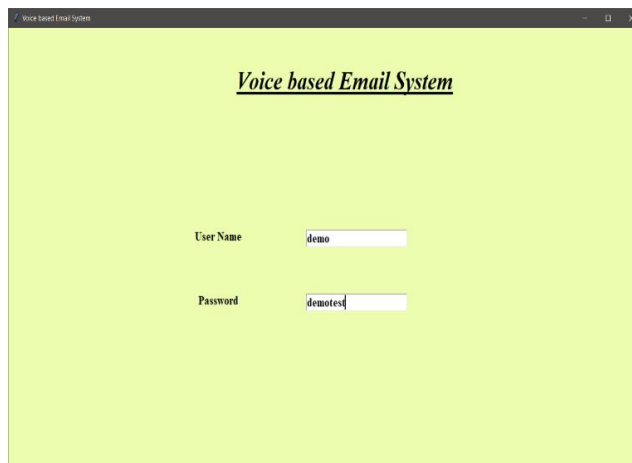 Voice based Email System
Voice based Email System
User Name
demo
Password
demotest